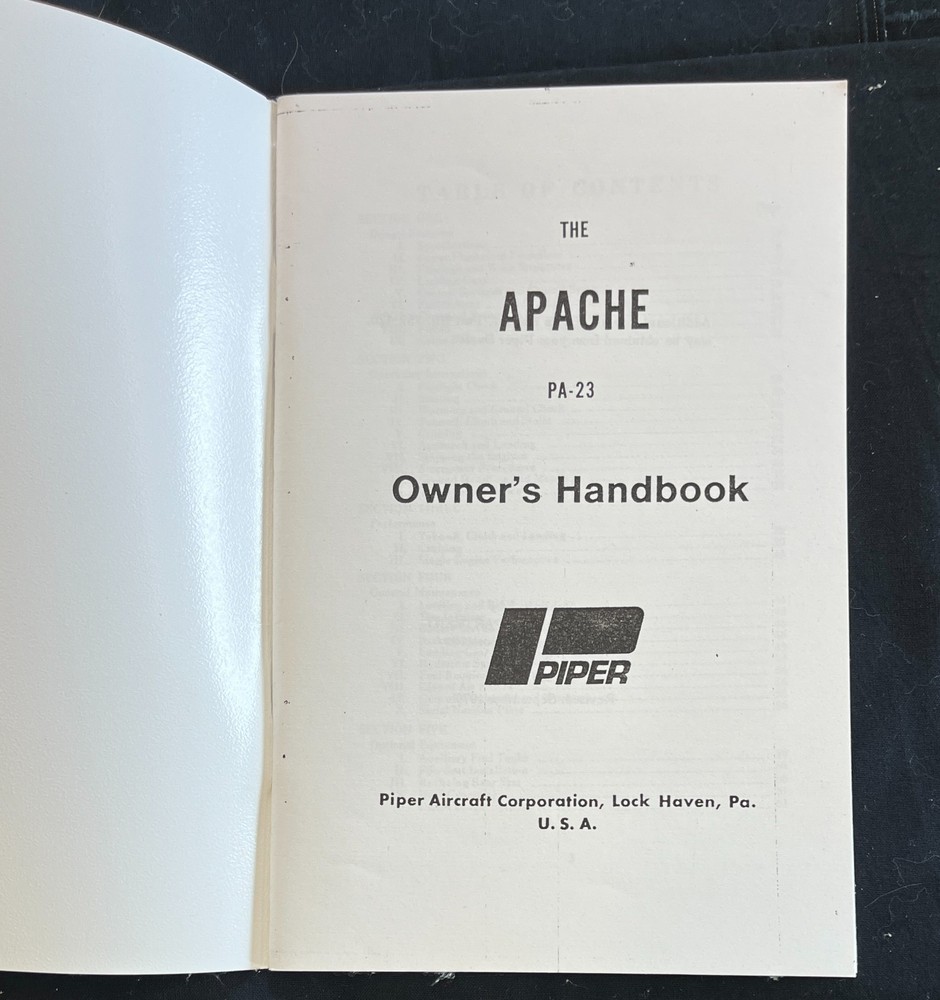 THE
APACHE
PA-23
Owner's Handbook
PIPER
Piper Aircraft Corporation, Lock Haven, Pa.
U. S. A.